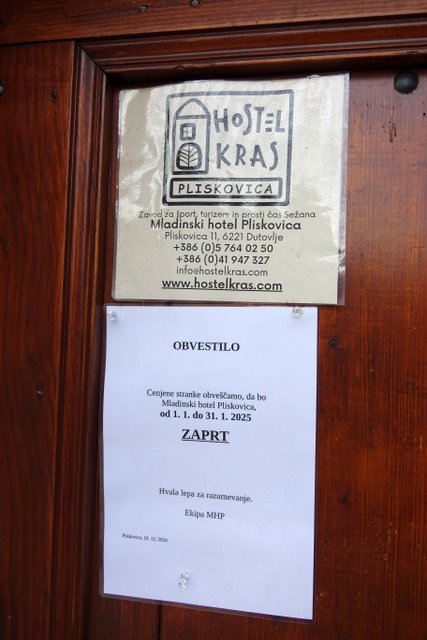 HOSTEL
KRAS
PLISKOVICA
Zavod za šport, turizem in prosti čas Sežana
Mladinski hotel Pliskovica
Pliskovica 11, 6221 Dutovlje
+386 (0)5 764 02 50
+386 (0)41 947 327
info@hostelkras.com
www.hostelkras.com
OBVESTILO
Cenjene stranke obveščamo, da bo
Mladinski hotel Pliskovica,
od 1. 1. do 31. 1. 2025
ZAPRT
Hvala lepa za razumevanje.
Ekipa MHP
Pliskovica, 10. 12. 2024